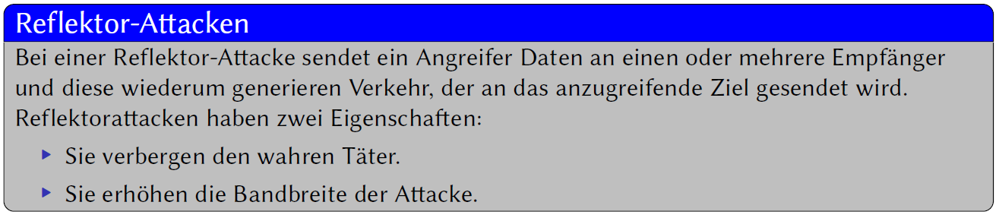 Reflektor-Attacken
Bei einer Reflektor-Attacke sendet ein Angreifer Daten an einen oder mehrere Empfänger
und diese wiederum generieren Verkehr, der an das anzugreifende Ziel gesendet wird.
Reflektorattacken haben zwei Eigenschaften:
Sie verbergen den wahren Täter.
Sie erhöhen die Bandbreite der Attacke.